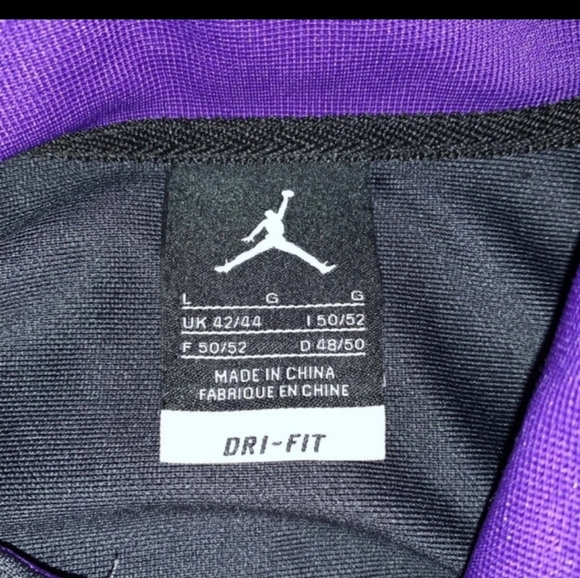 L G G
UK 42/44 I 50/52
F 50/52 D 48/50
MADE IN CHINA
FABRIQUE EN CHINE
DRI-FIT